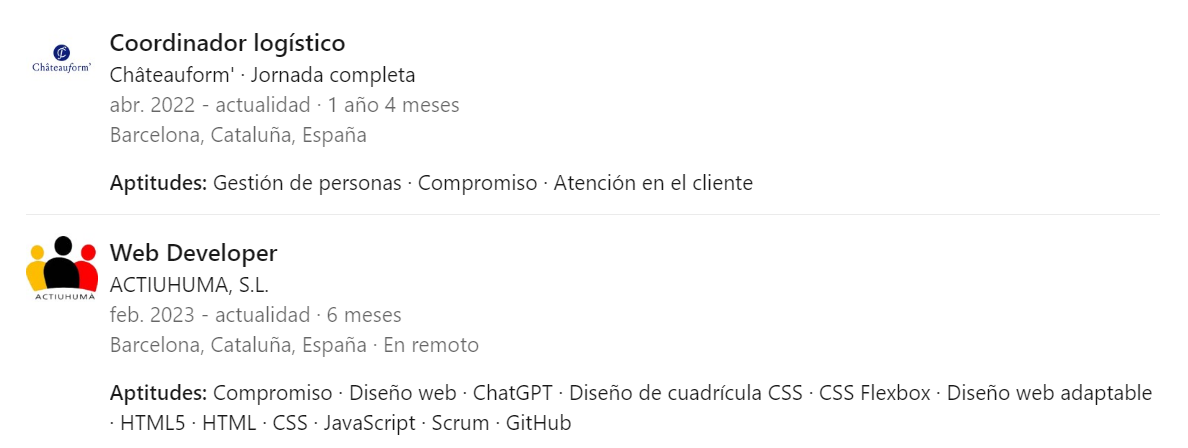 Coordinador logístico
Châteauform'
Châteauform' · Jornada completa
abr. 2022 - actualidad · 1 año 4 meses
Barcelona, Cataluña, España
Aptitudes: Gestión de personas · Compromiso · Atención en el cliente
Web Developer
ACTIUHUMA, S.L.
ACTIUHUMA
feb. 2023 - actualidad · 6 meses
Barcelona, Cataluña, España · En remoto
Aptitudes: Compromiso · Diseño web · ChatGPT · Diseño de cuadrícula CSS · CSS Flexbox · Diseño web adaptable
· HTML5 · HTML · CSS · JavaScript · Scrum · GitHub